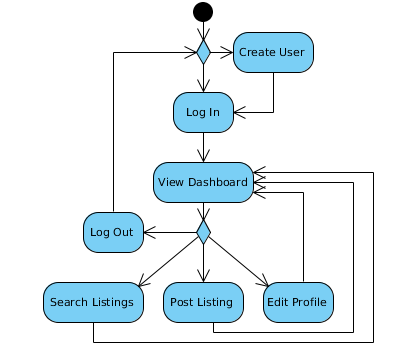 Create User
Log In
View Dashboard
Log Out
Search Listings
Post Listing
Edit Profile